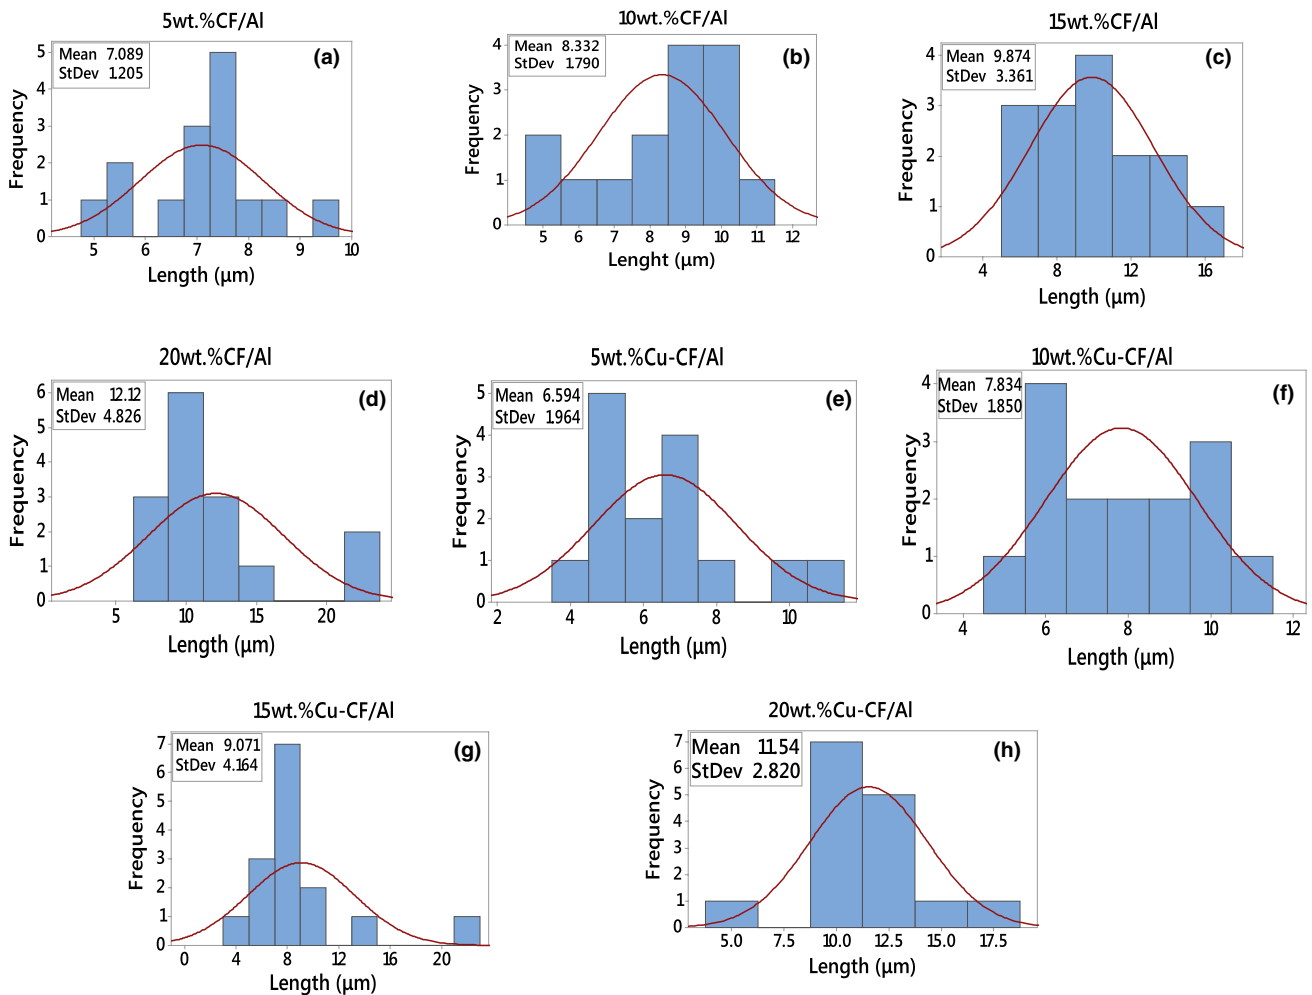 5wt.%CF/Al
Mean 7.089
StDev 1.205
(a)
Frequency
5
4
3
2
1
0
5 6 7 8 9 10
Length (µm)
10wt.%CF/Al
Mean 8.332
StDev 1.790
(b)
Frequency
4
3
2
1
0
5 6 7 8 9 10 11 12
Lenght (µm)
15wt.%CF/Al
Mean 9.874
StDev 3.361
(c)
Frequency
4
3
2
1
0
4 8 12 16
Length (µm)
20wt.%CF/Al
Mean 12.12
StDev 4.826
(d)
Frequency
6
5
4
3
2
1
0
5 10 15 20
Length (µm)
5wt.%Cu-CF/Al
Mean 6.594
StDev 1.964
(e)
Frequency
5
4
3
2
1
0
2 4 6 8 10
Length (µm)
10wt.%Cu-CF/Al
Mean 7.834
StDev 1.850
(f)
Frequency
4
3
2
1
0
4 6 8 10 12
Length (µm)
15wt.%Cu-CF/Al
Mean 9.071
StDev 4.164
(g)
Frequency
7
6
5
4
3
2
1
0
0 4 8 12 16 20
Length (µm)
20wt.%Cu-CF/Al
Mean 11.54
StDev 2.820
(h)
Frequency
7
6
5
4
3
2
1
0
5.0 7.5 10.0 12.5 15.0 17.5
Length (µm)